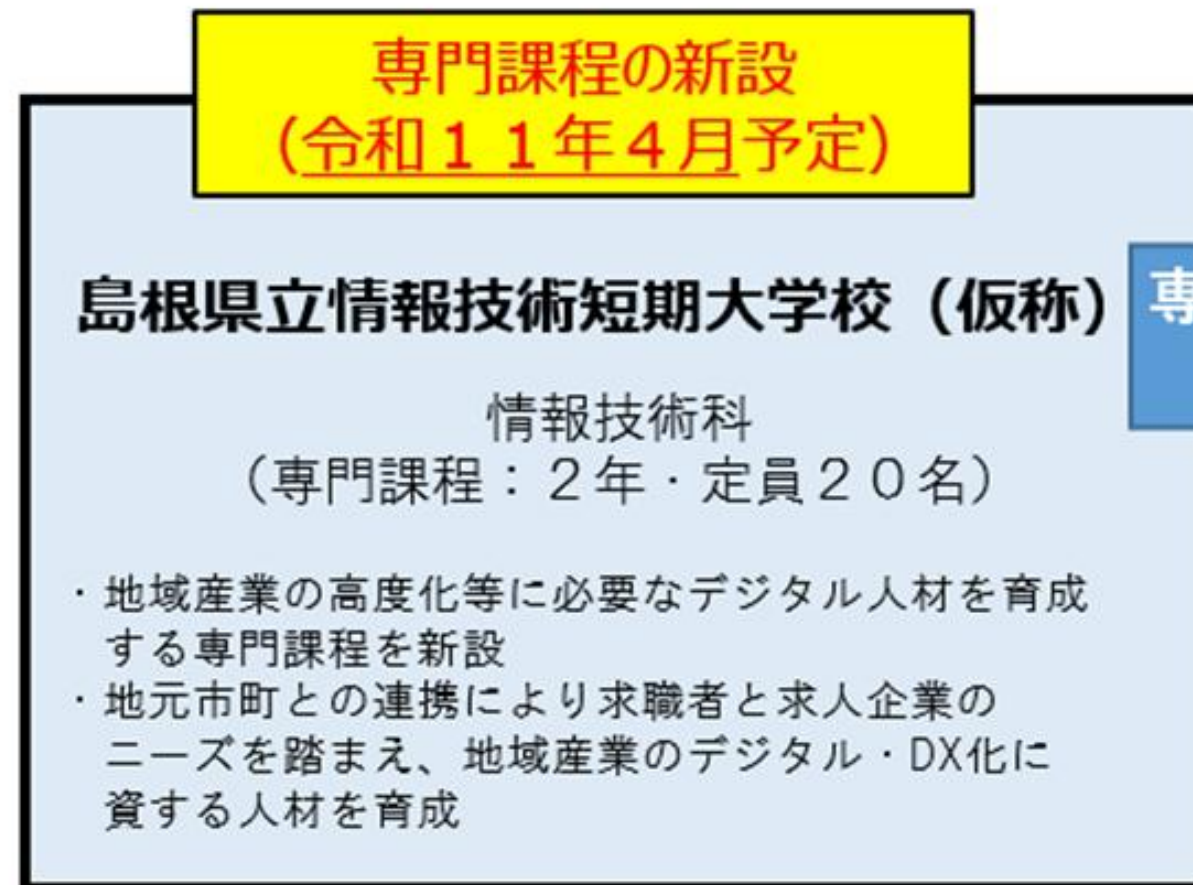 専門課程の新設
（令和１１年４月予定）
島根県立情報技術短期大学校（仮称）
専
情報技術科
（専門課程：２年・定員２０名）
・地域産業の高度化等に必要なデジタル人材を育成
する専門課程を新設
・地元市町との連携により求職者と求人企業の
ニーズを踏まえ、地域産業のデジタル・DX化に
資する人材を育成